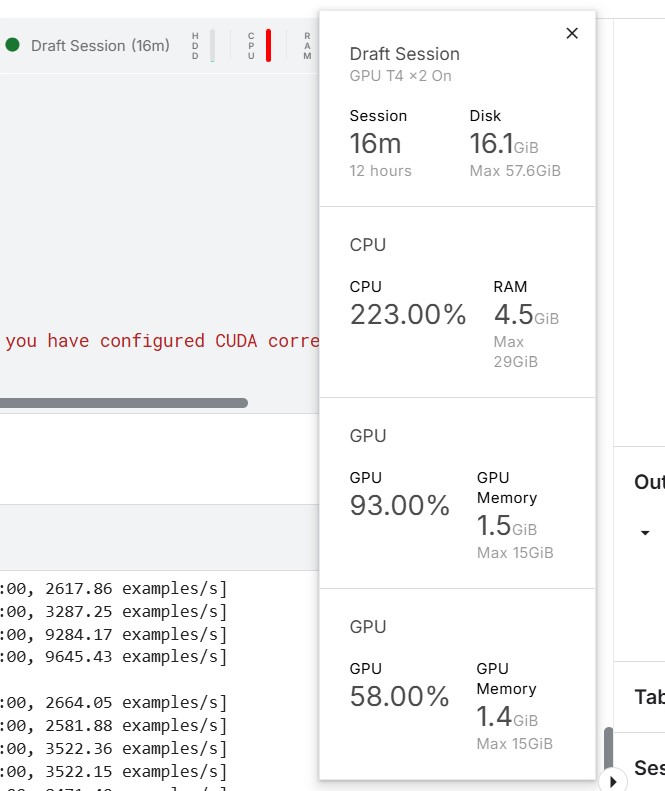 Draft Session (16m)
HDD
CPU
RAM
Draft Session
GPU T4 ×2 On
Session
16m
12 hours
Disk
16.1GiB
Max 57.6GiB
CPU
CPU
223.00%
RAM
4.5GiB
Max
29GiB
you have configured CUDA corre
GPU
GPU
93.00%
GPU
Memory
1.5GiB
Max 15GiB
GPU
GPU
58.00%
GPU
Memory
1.4GiB
Max 15GiB
:00, 2617.86 examples/s]
:00, 3287.25 examples/s]
:00, 9284.17 examples/s]
:00, 9645.43 examples/s]
:00, 2664.05 examples/s]
:00, 2581.88 examples/s]
:00, 3522.36 examples/s]
:00, 3522.15 examples/s]
Out
Tab
Ses